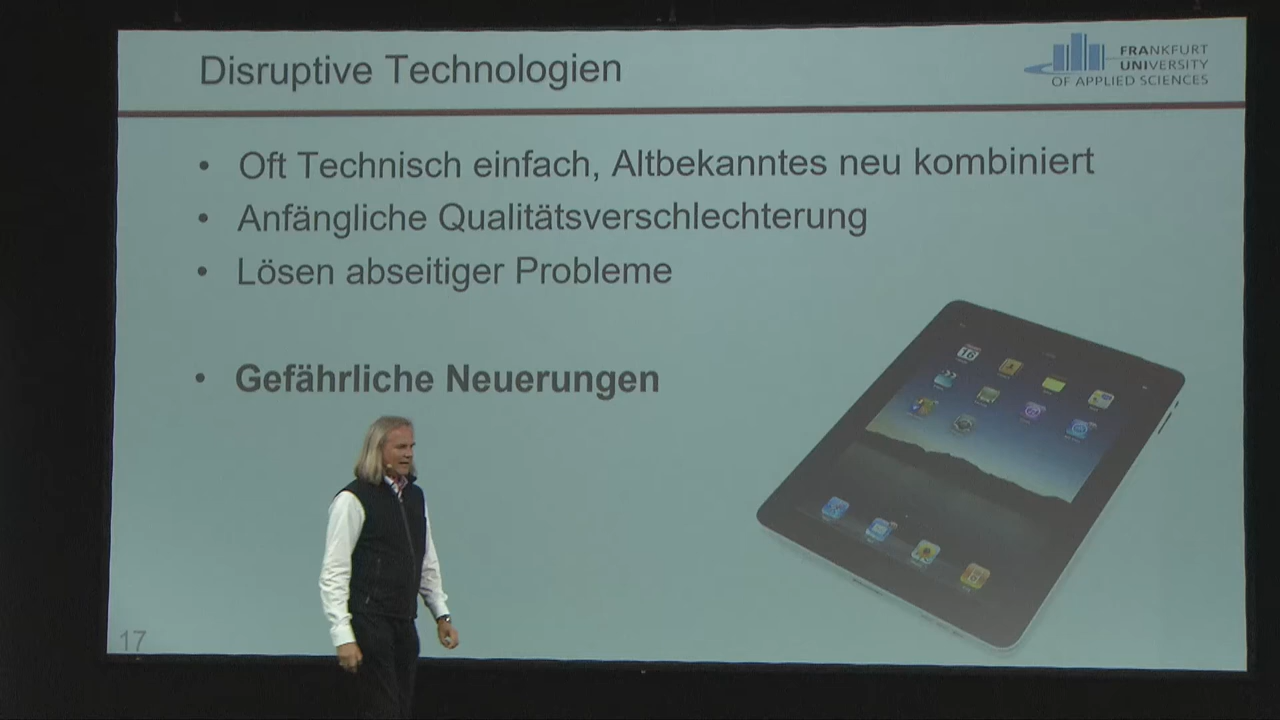 Disruptive Technologien
FRANKFURT
UNIVERSITY
OF APPLIED SCIENCES
• Oft Technisch einfach, Altbekanntes neu kombiniert
• Anfängliche Qualitätsverschlechterung
• Lösen abseitiger Probleme
• Gefährliche Neuerungen
16
17